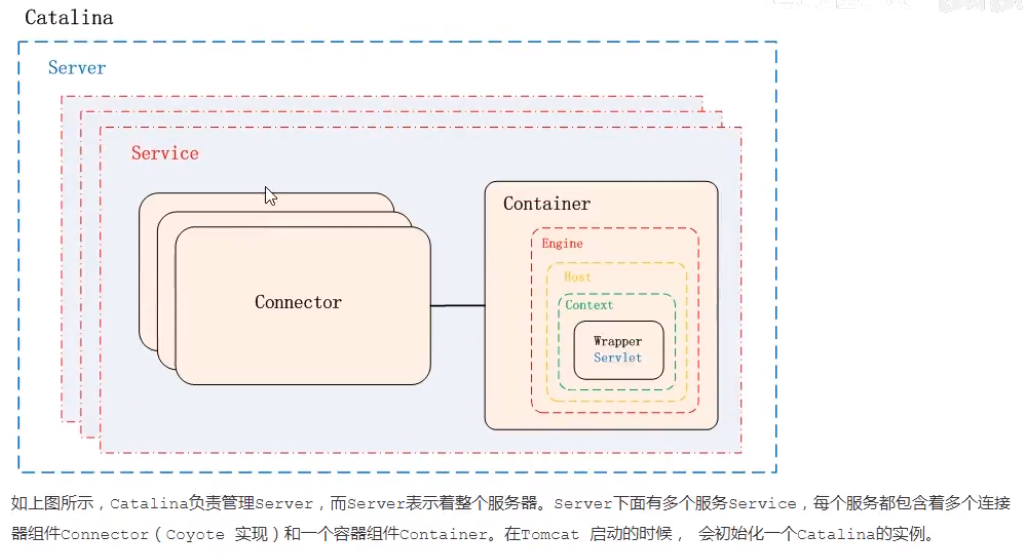 Catalina
Server
Service
Connector
Container
Engine
Host
Context
Wrapper
Servlet
如上图所示，Catalina负责管理Server，而Server表示着整个服务器。Server下面有多个服务Service，每个服务都包含着多个连接
器组件Connector（Coyote 实现）和一个容器组件Container。在Tomcat 启动的时候， 会初始化一个Catalina的实例。